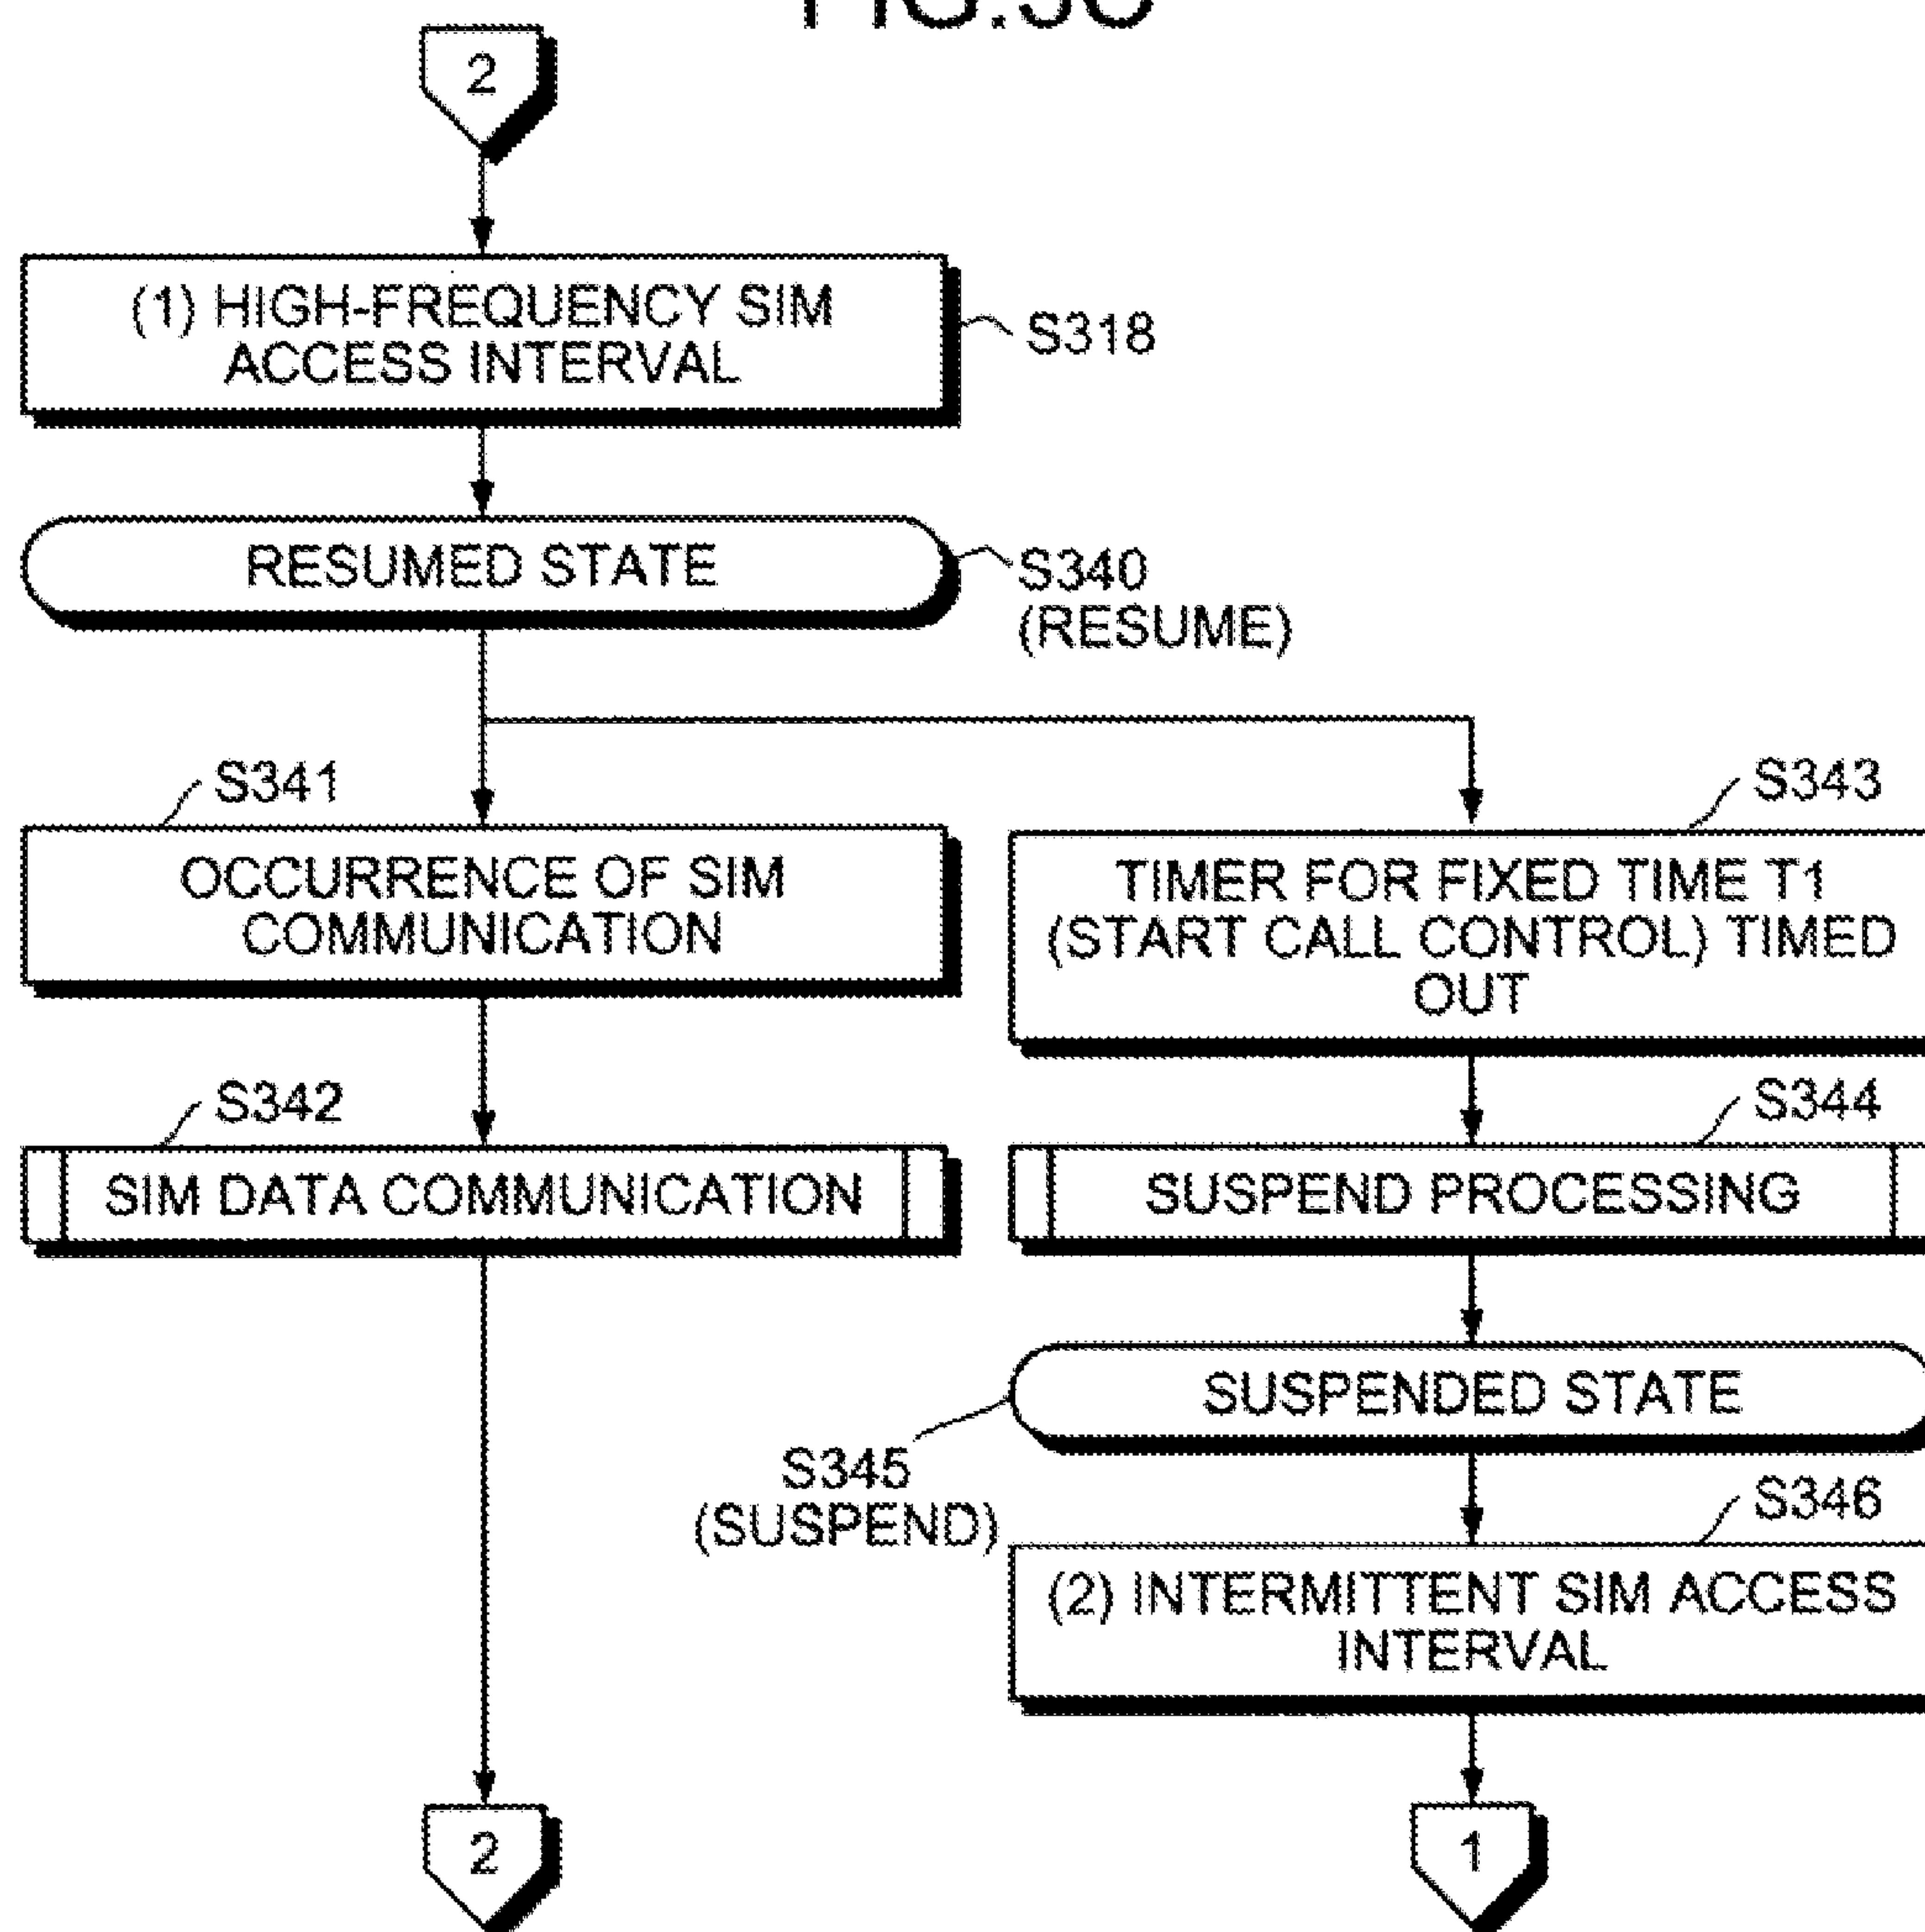 2
(1) HIGH-FREQUENCY SIM
ACCESS INTERVAL
S318
RESUMED STATE
S340
(RESUME)
S341
OCCURRENCE OF SIM
COMMUNICATION
S343
TIMER FOR FIXED TIME T1
(START CALL CONTROL) TIMED
OUT
S342
SIM DATA COMMUNICATION
S344
SUSPEND PROCESSING
SUSPENDED STATE
S345
(SUSPEND)
S346
(2) INTERMITTENT SIM ACCESS
INTERVAL
2
1